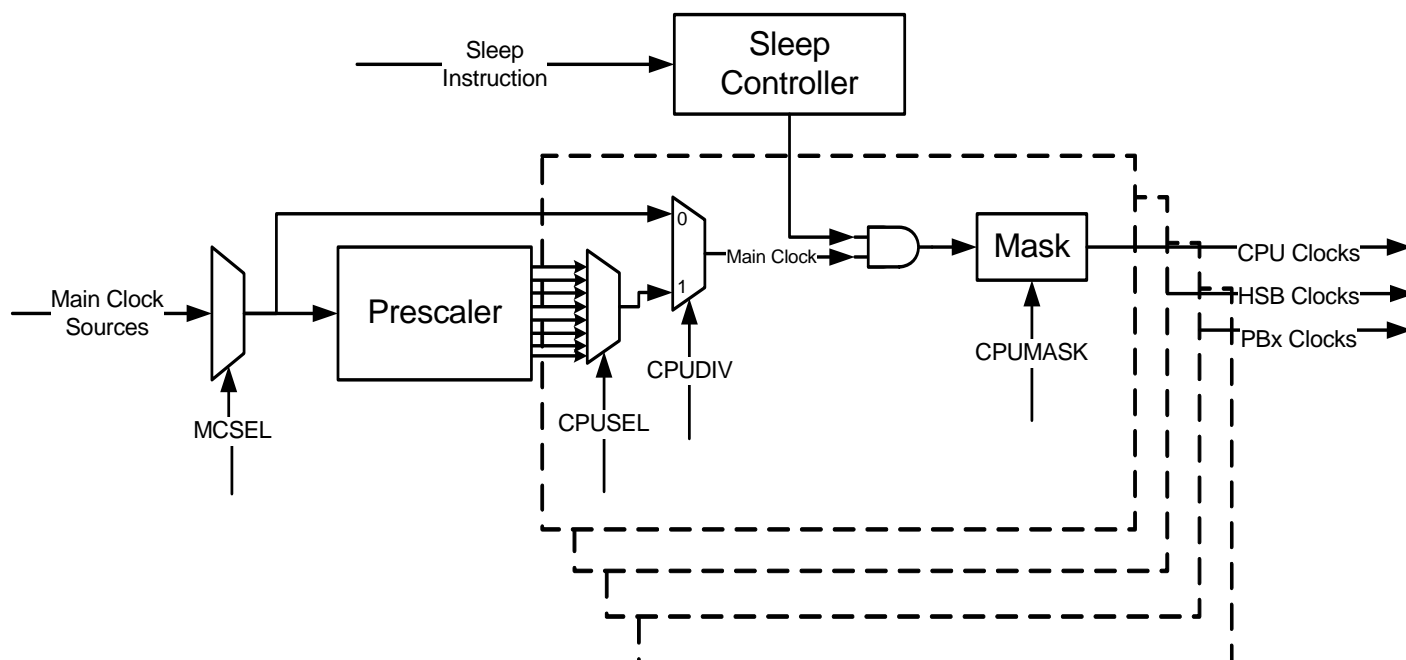 Sleep
Instruction
Sleep
Controller
0
Main Clock
1
Mask
CPU Clocks
HSB Clocks
PBx Clocks
Main Clock
Sources
Prescaler
CPUDIV
CPUMASK
MCSEL
CPUSEL